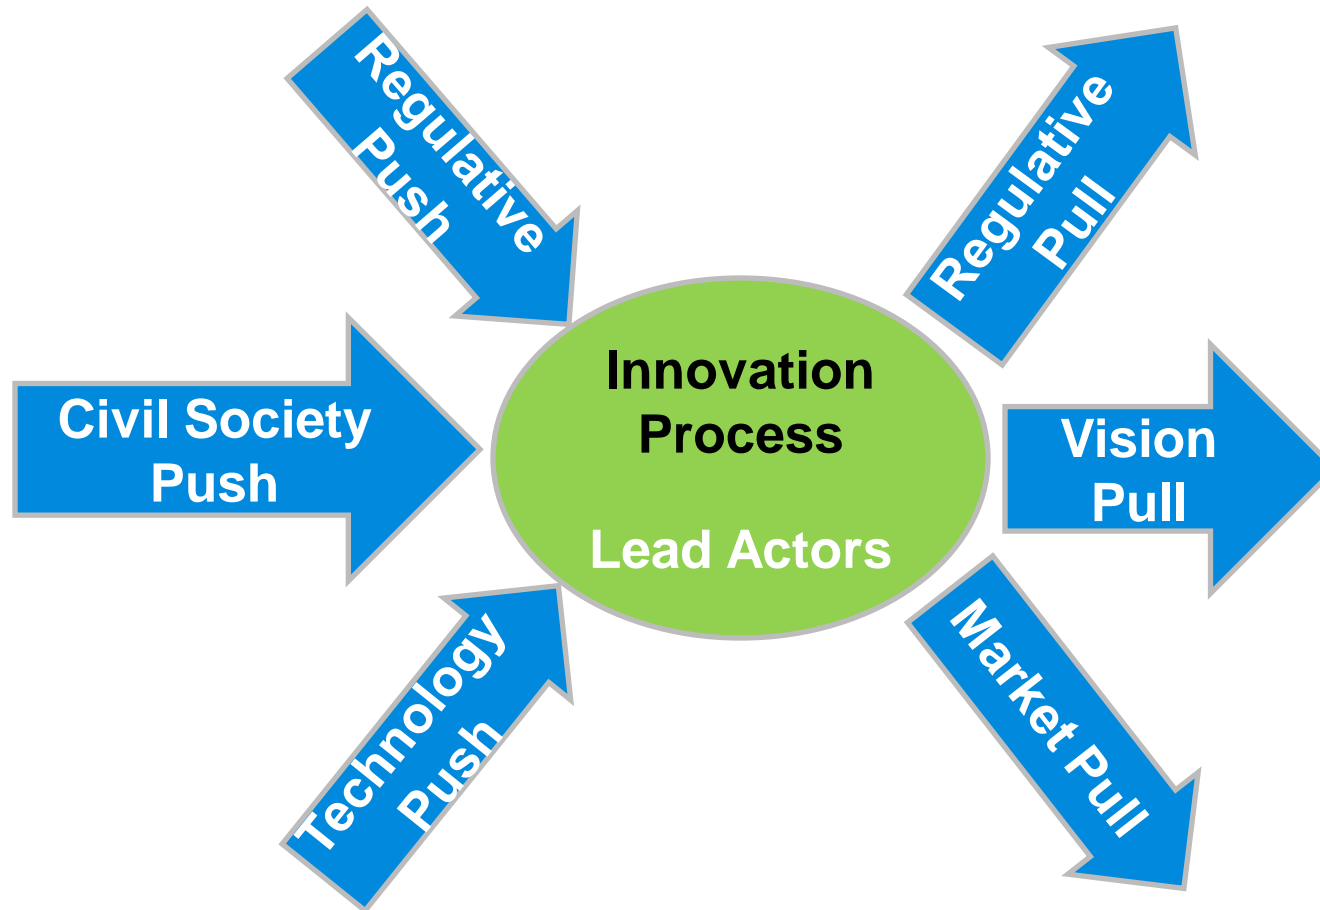 Regulative
Push
Civil Society
Push
Technology
Push
Innovation
Process
Lead Actors
Regulative
Pull
Vision
Pull
Market Pull